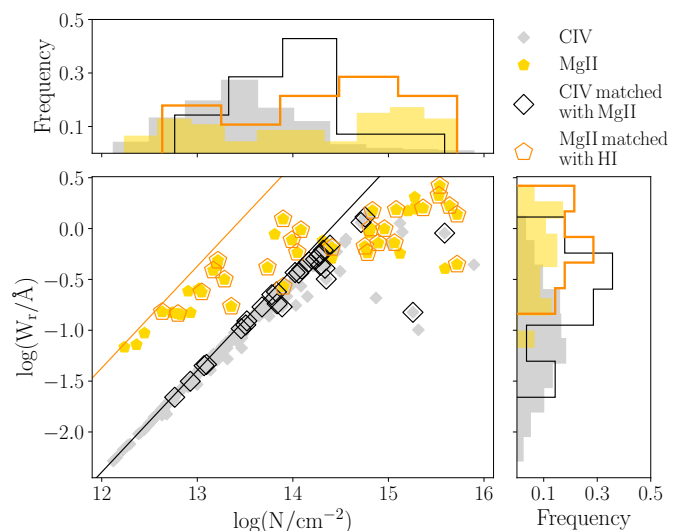 0.5
0.3
0.1
Frequency
CIV
MgII
CIV matched
with MgII
MgII matched
with HI
0.5
0.0
−0.5
−1.0
−1.5
−2.0
log(W_r/Å)
12
13
14
15
16
log(N/cm⁻²)
0.1
0.3
0.5
Frequency